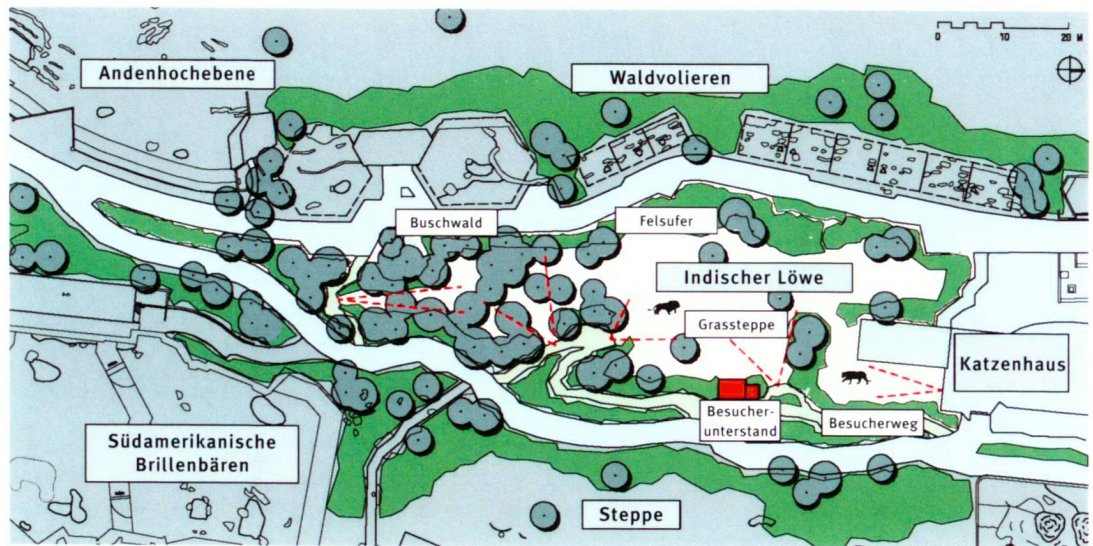 0 10 20 M
Andenhochebene
Waldvolieren
Buschwald
Felsufer
Indischer Löwe
Grassteppe
Katzenhaus
Besucher-
unterstand
Besucherweg
Südamerikanische
Brillenbären
Steppe